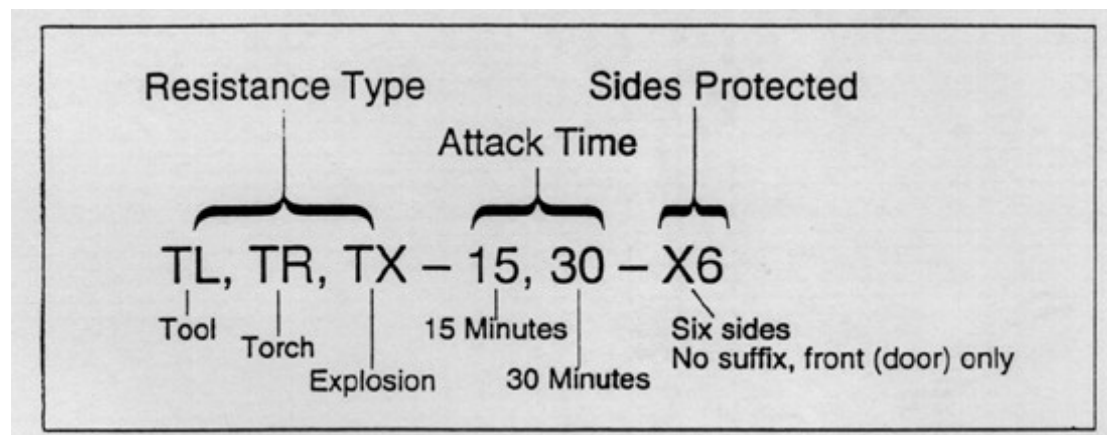 Resistance Type
Sides Protected
Attack Time
TL, TR, TX – 15, 30 – X6
Tool
Torch
Explosion
15 Minutes
30 Minutes
Six sides
No suffix, front (door) only